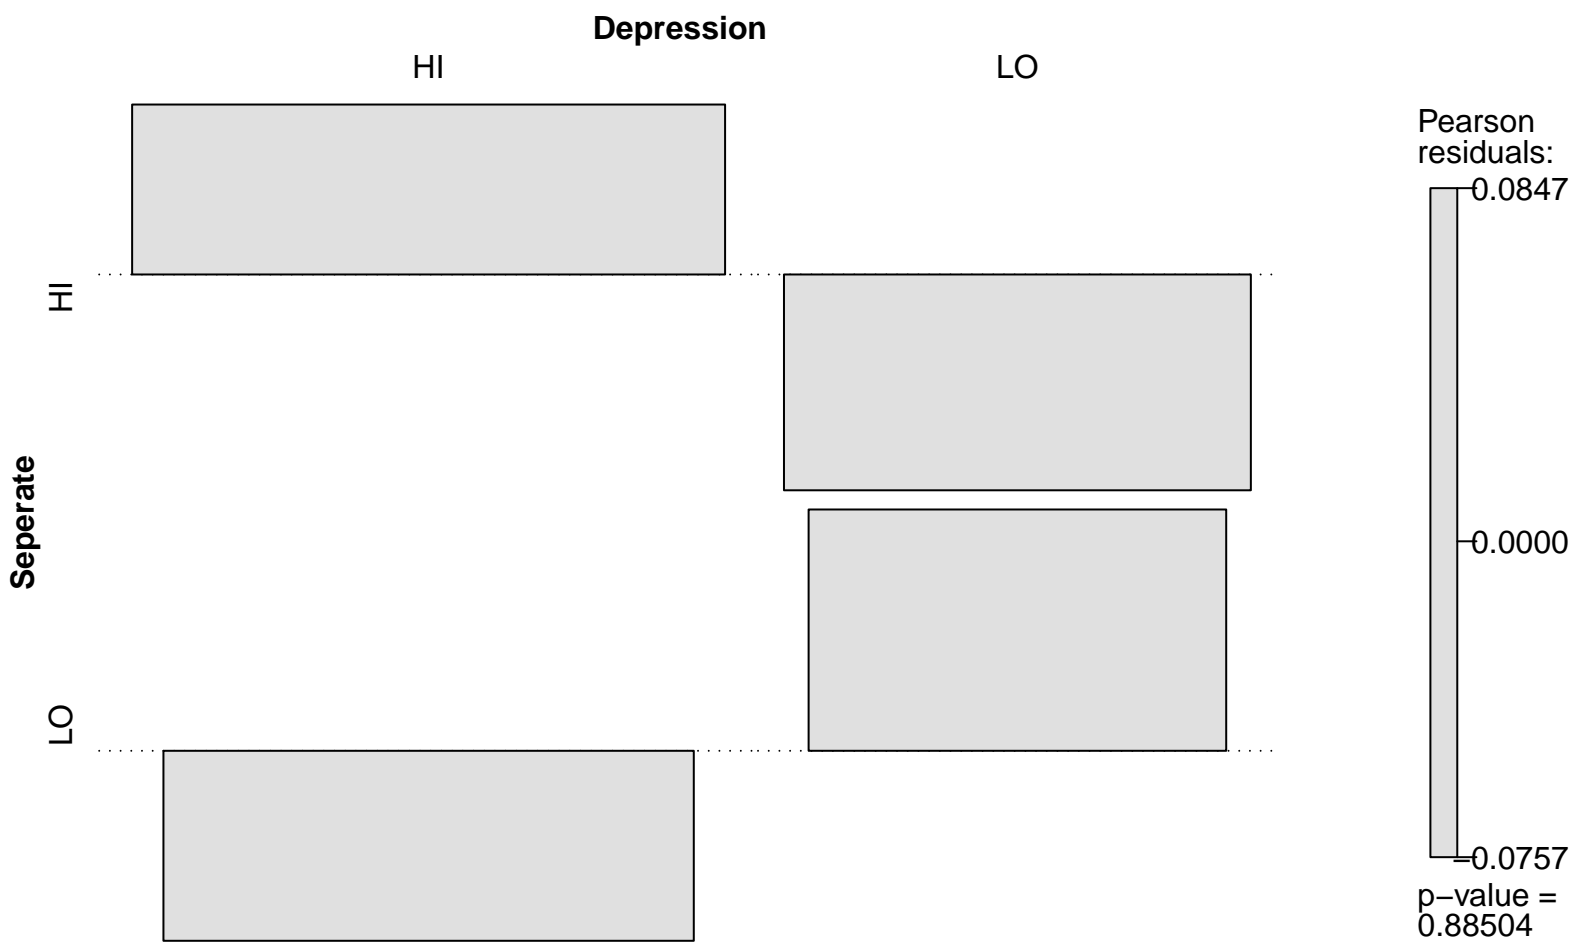 Depression
HI
LO
Seperate
HI
LO
Pearson
residuals:
0.0847
0.0000
−0.0757
p−value =
0.88504